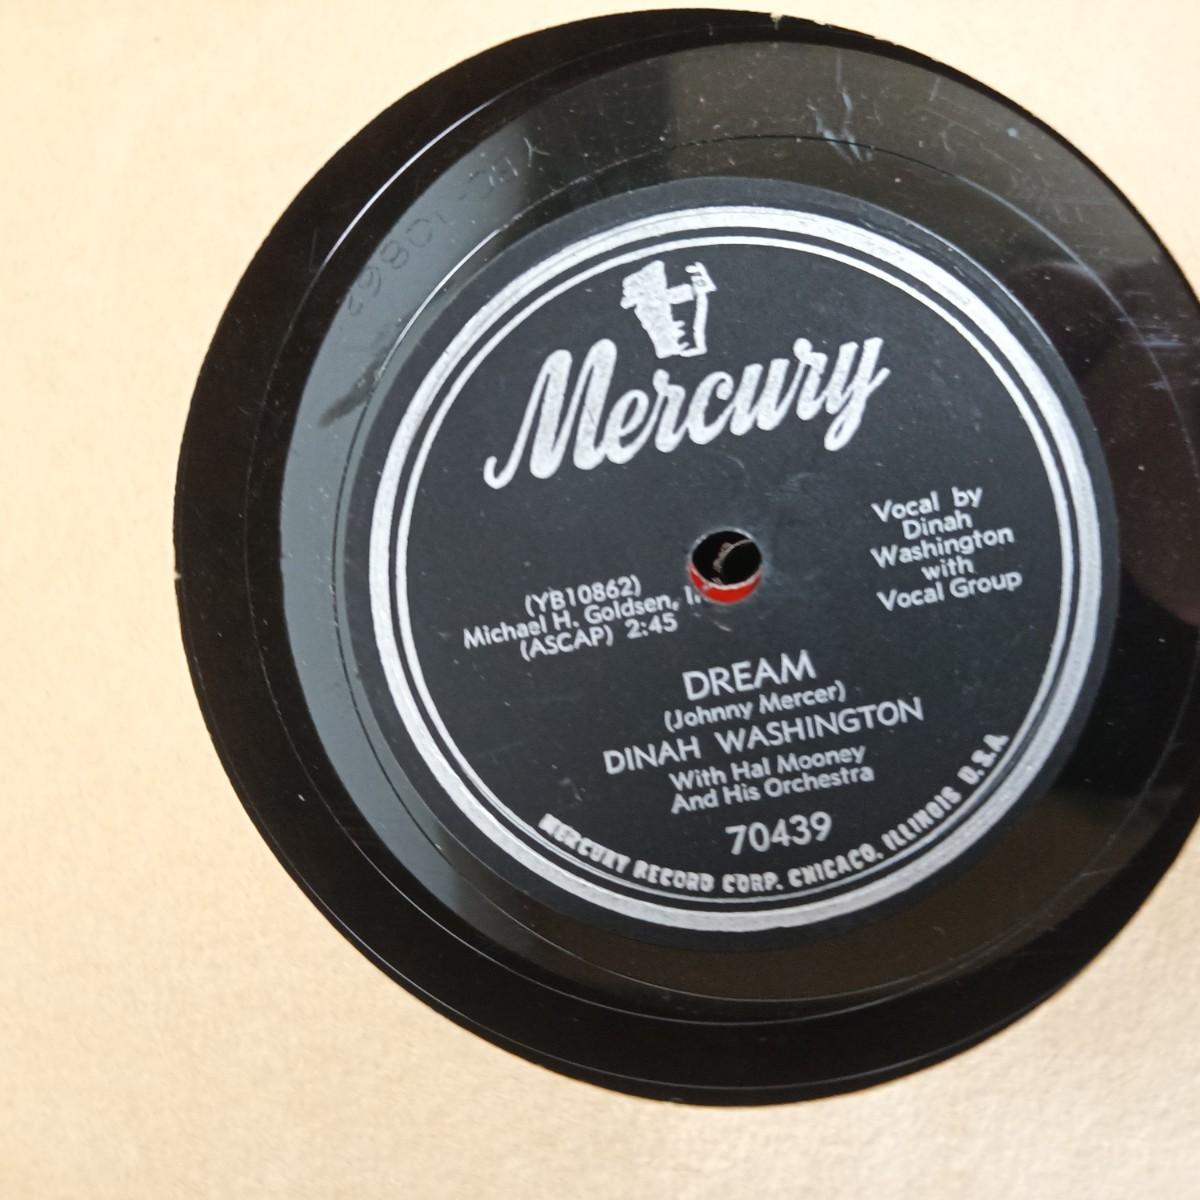 Mercury
Vocal by
Dinah
Washington
with
Vocal Group
(YB10862)
Michael H. Goldsen,
(ASCAP) 2:45
DREAM
(Johnny Mercer)
DINAH WASHINGTON
With Hal Mooney
And His Orchestra
70439
MERCURY RECORD CORP. CHICAGO, ILLINOIS U.S.A